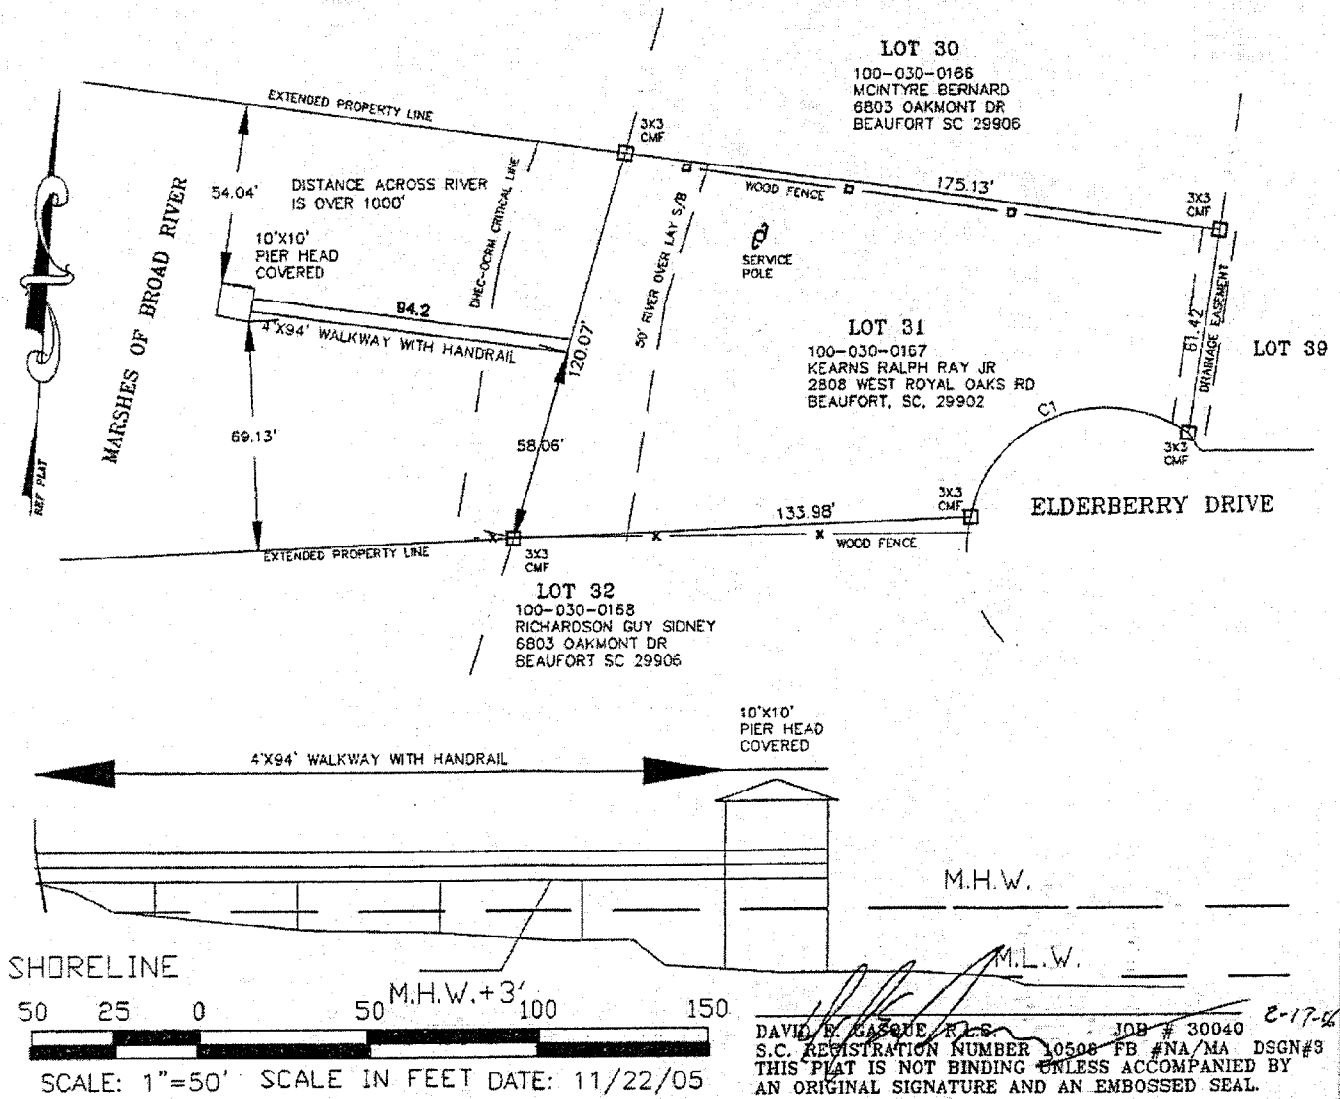 LOT 30
100-030-0166
MCINTYRE BERNARD
6803 OAKMONT DR
BEAUFORT SC 29906
EXTENDED PROPERTY LINE
3X3
CMF
54.04'
DISTANCE ACROSS RIVER
IS OVER 1000'
DHEC-OCRM CRITICAL LINE
WOOD FENCE
175.13'
3X3
CMF
MARSHES OF BROAD RIVER
10'X10'
PIER HEAD
COVERED
50' RIVER OVER LAY S/B
SERVICE
POLE
94.2
4'X94' WALKWAY WITH HANDRAIL
120.07'
LOT 31
100-030-0167
KEARNS RALPH RAY JR
2808 WEST ROYAL OAKS RD
BEAUFORT, SC, 29902
61.42'
DRAINAGE EASEMENT
LOT 39
C1
69.13'
58.06'
3X3
CMF
REF PLAT
3X3
CMF
ELDERBERRY DRIVE
133.98'
WOOD FENCE
EXTENDED PROPERTY LINE
3X3
CMF
LOT 32
100-030-0168
RICHARDSON GUY SIDNEY
6803 OAKMONT DR
BEAUFORT SC 29906
10'X10'
PIER HEAD
COVERED
4'X94' WALKWAY WITH HANDRAIL
M.H.W.
M.L.W.
SHORELINE
M.H.W.+3'
50 25 0 50 100 150
SCALE: 1"=50' SCALE IN FEET DATE: 11/22/05
2-17-06
DAVID E. GASQUE, R.L.S. JOB # 30040
S.C. REGISTRATION NUMBER 10506 FB #NA/MA DSGN#3
THIS PLAT IS NOT BINDING UNLESS ACCOMPANIED BY
AN ORIGINAL SIGNATURE AND AN EMBOSSED SEAL.